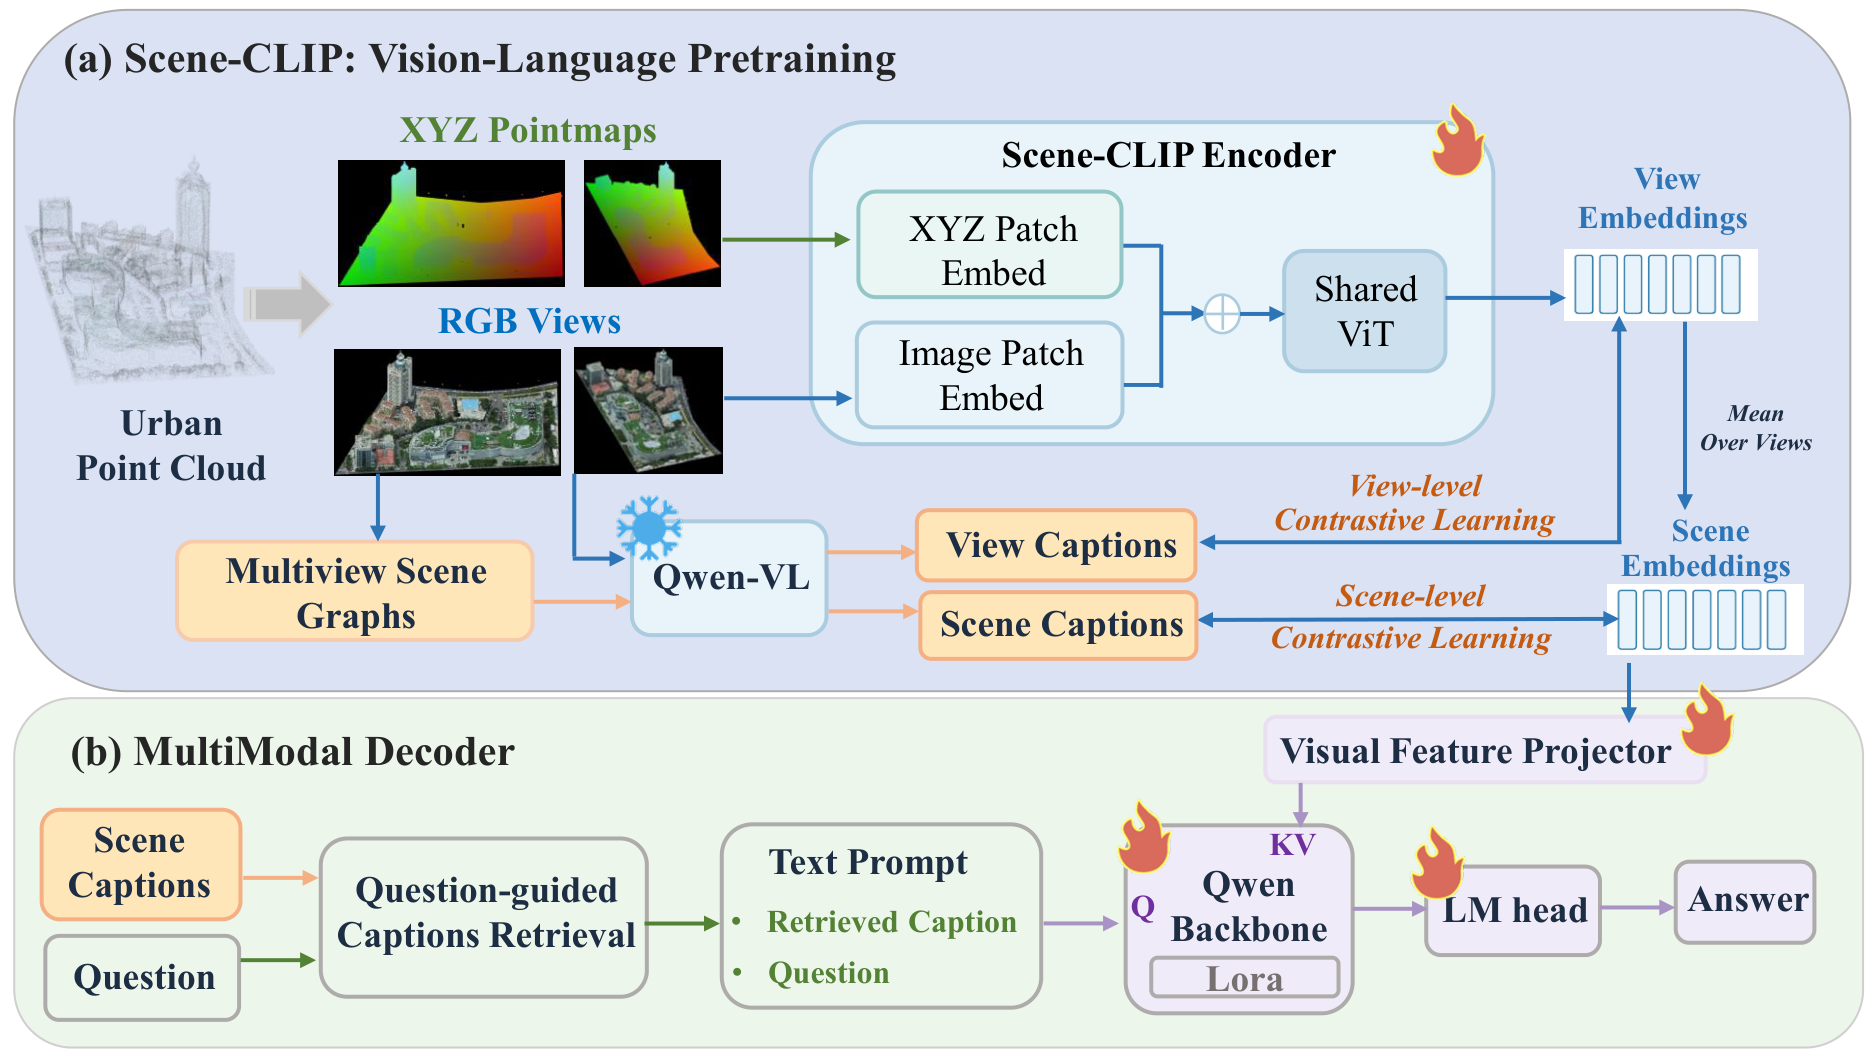 (a) Scene-CLIP: Vision-Language Pretraining
XYZ Pointmaps
RGB Views
Urban
Point Cloud
Scene-CLIP Encoder
XYZ Patch
Embed
Image Patch
Embed
Shared
ViT
View
Embeddings
Mean
Over Views
Scene
Embeddings
Multiview Scene
Graphs
Qwen-VL
View Captions
Scene Captions
View-level
Contrastive Learning
Scene-level
Contrastive Learning
(b) MultiModal Decoder
Visual Feature Projector
Scene
Captions
Question
Question-guided
Captions Retrieval
Text Prompt
• Retrieved Caption
• Question
KV
Q
Qwen
Backbone
Lora
LM head
Answer